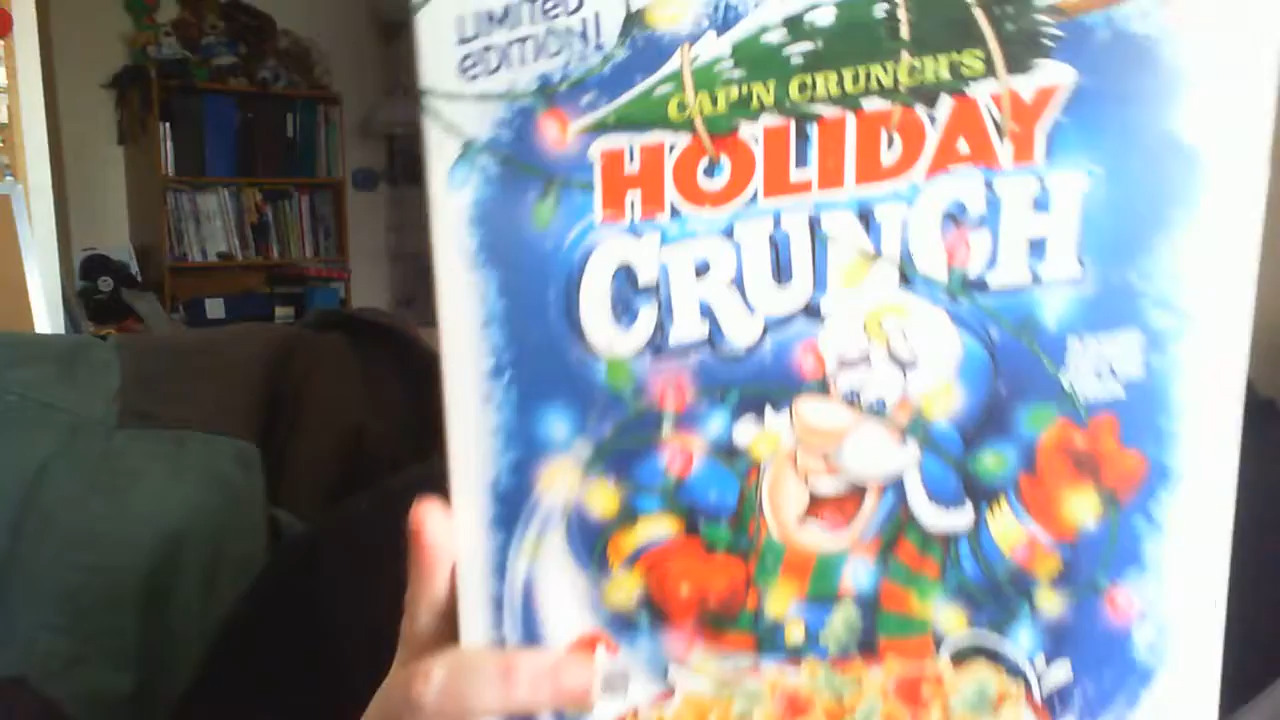 LIMITED
EDITION!
CAP'N CRUNCH'S
HOLIDAY
CRUNCH